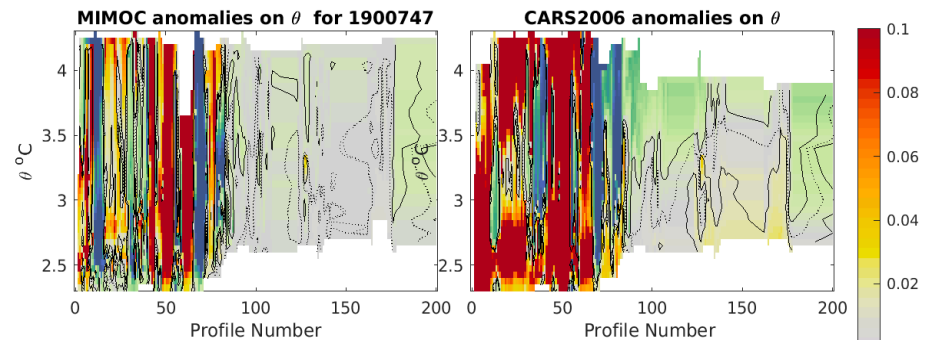 MIMOC anomalies on θ for 1900747
CARS2006 anomalies on θ
4
3.5
3
2.5
θ °C
0 50 100 150 200
Profile Number
4
3.5
3
2.5
θ °C
0 50 100 150 200
Profile Number
0.1
0.08
0.06
0.04
0.02